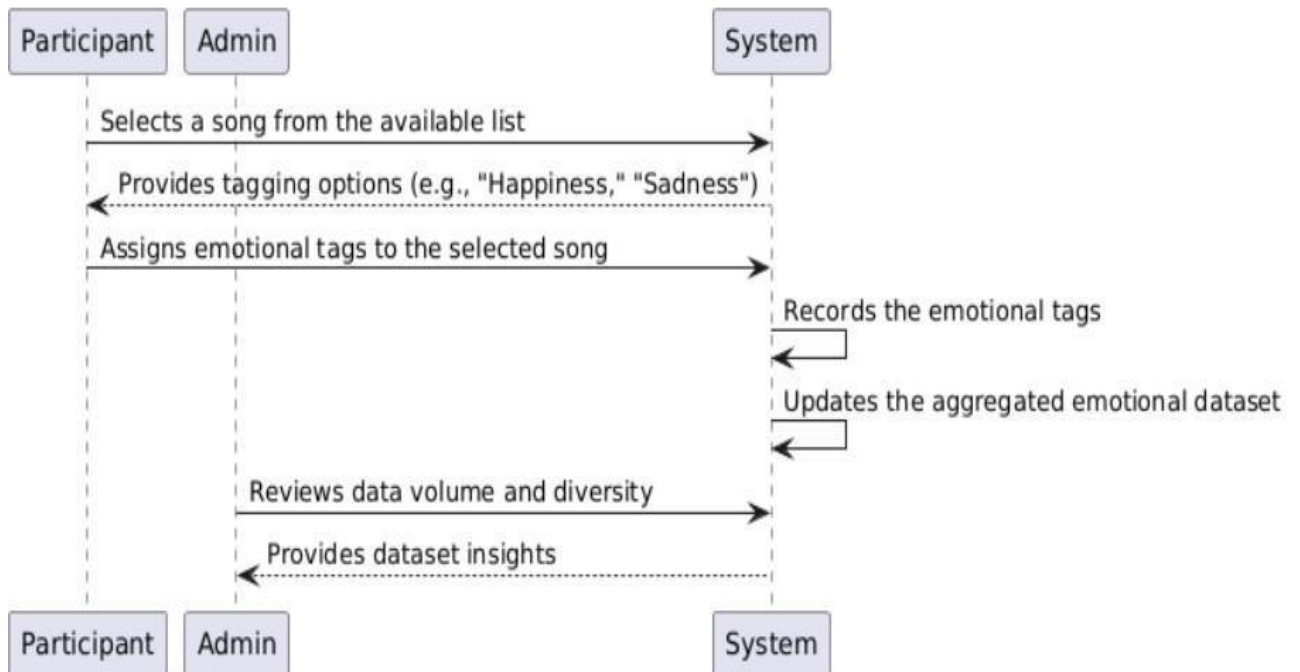 Participant Admin System
Selects a song from the available list
Provides tagging options (e.g., "Happiness," "Sadness")
Assigns emotional tags to the selected song
Records the emotional tags
Updates the aggregated emotional dataset
Reviews data volume and diversity
Provides dataset insights
Participant Admin System